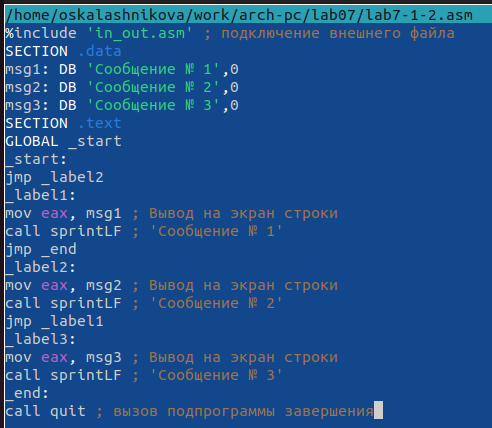 /home/oskalashnikova/work/arch-pc/lab07/lab7-1-2.asm
%include 'in_out.asm' ; подключение внешнего файла
SECTION .data
msg1: DB 'Сообщение № 1',0
msg2: DB 'Сообщение № 2',0
msg3: DB 'Сообщение № 3',0
SECTION .text
GLOBAL _start
_start:
jmp _label2
_label1:
mov eax, msg1 ; Вывод на экран строки
call sprintLF ; 'Сообщение № 1'
jmp _end
_label2:
mov eax, msg2 ; Вывод на экран строки
call sprintLF ; 'Сообщение № 2'
jmp _label1
_label3:
mov eax, msg3 ; Вывод на экран строки
call sprintLF ; 'Сообщение № 3'
_end:
call quit ; вызов подпрограммы завершения